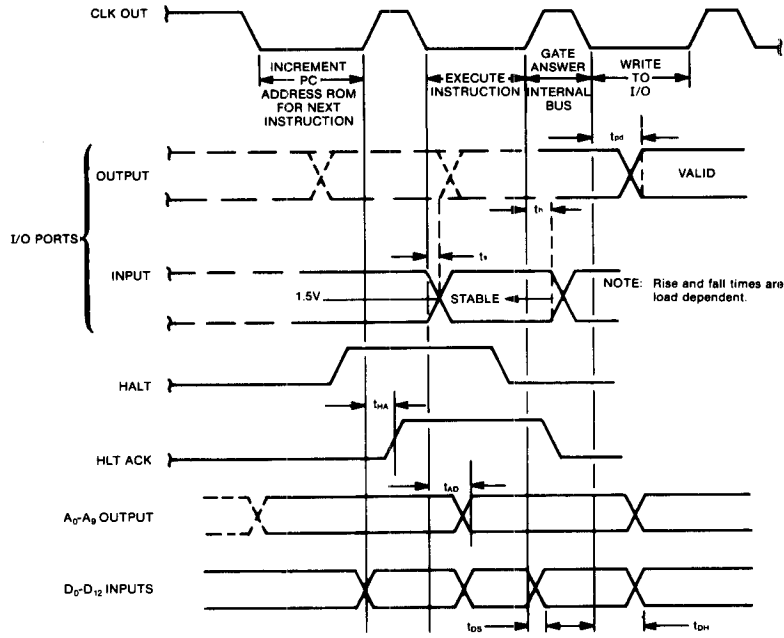 CLK OUT
INCREMENT
PC
ADDRESS ROM
FOR NEXT
INSTRUCTION
EXECUTE
INSTRUCTION
GATE
ANSWER
INTERNAL
BUS
WRITE
TO
I/O
tpd
OUTPUT
VALID
I/O PORTS
th
ts
INPUT
1.5V
STABLE
NOTE: Rise and fall times are
load dependent.
HALT
tHA
HLT ACK
tAD
A0-A9 OUTPUT
D0-D12 INPUTS
tDS
tDH